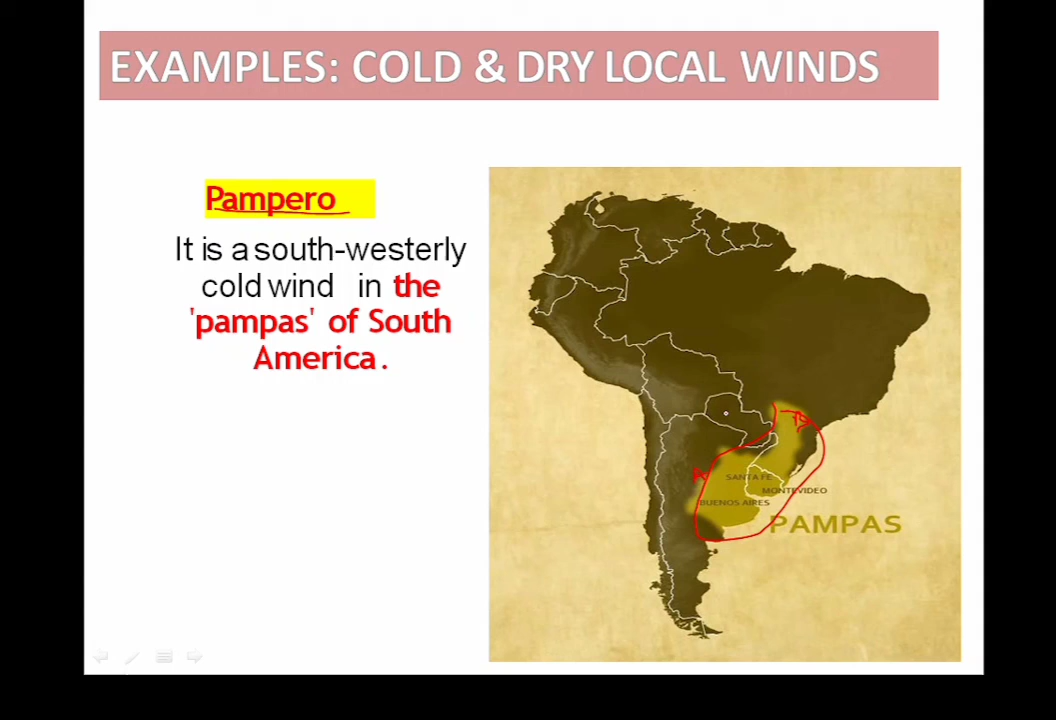 EXAMPLES: COLD & DRY LOCAL WINDS
Pampero
It is a south-westerly
cold wind in the
'pampas' of South
America.
SANTA FE
MONTEVIDEO
BUENOS AIRES
PAMPAS